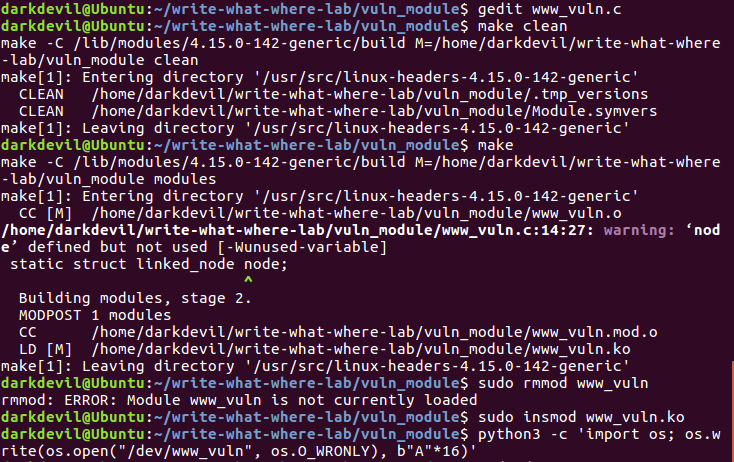 darkdevil@Ubuntu:~/write-what-where-lab/vuln_module$ gedit www_vuln.c
darkdevil@Ubuntu:~/write-what-where-lab/vuln_module$ make clean
make -C /lib/modules/4.15.0-142-generic/build M=/home/darkdevil/write-what-where
-lab/vuln_module clean
make[1]: Entering directory '/usr/src/linux-headers-4.15.0-142-generic'
  CLEAN   /home/darkdevil/write-what-where-lab/vuln_module/.tmp_versions
  CLEAN   /home/darkdevil/write-what-where-lab/vuln_module/Module.symvers
make[1]: Leaving directory '/usr/src/linux-headers-4.15.0-142-generic'
darkdevil@Ubuntu:~/write-what-where-lab/vuln_module$ make
make -C /lib/modules/4.15.0-142-generic/build M=/home/darkdevil/write-what-where
-lab/vuln_module modules
make[1]: Entering directory '/usr/src/linux-headers-4.15.0-142-generic'
  CC [M]  /home/darkdevil/write-what-where-lab/vuln_module/www_vuln.o
/home/darkdevil/write-what-where-lab/vuln_module/www_vuln.c:14:27: warning: ‘nod
e’ defined but not used [-Wunused-variable]
 static struct linked_node node;
                           ^
  Building modules, stage 2.
  MODPOST 1 modules
  CC      /home/darkdevil/write-what-where-lab/vuln_module/www_vuln.mod.o
  LD [M]  /home/darkdevil/write-what-where-lab/vuln_module/www_vuln.ko
make[1]: Leaving directory '/usr/src/linux-headers-4.15.0-142-generic'
darkdevil@Ubuntu:~/write-what-where-lab/vuln_module$ sudo rmmod www_vuln
rmmod: ERROR: Module www_vuln is not currently loaded
darkdevil@Ubuntu:~/write-what-where-lab/vuln_module$ sudo insmod www_vuln.ko
darkdevil@Ubuntu:~/write-what-where-lab/vuln_module$ python3 -c 'import os; os.w
rite(os.open("/dev/www_vuln", os.O_WRONLY), b"A"*16)'